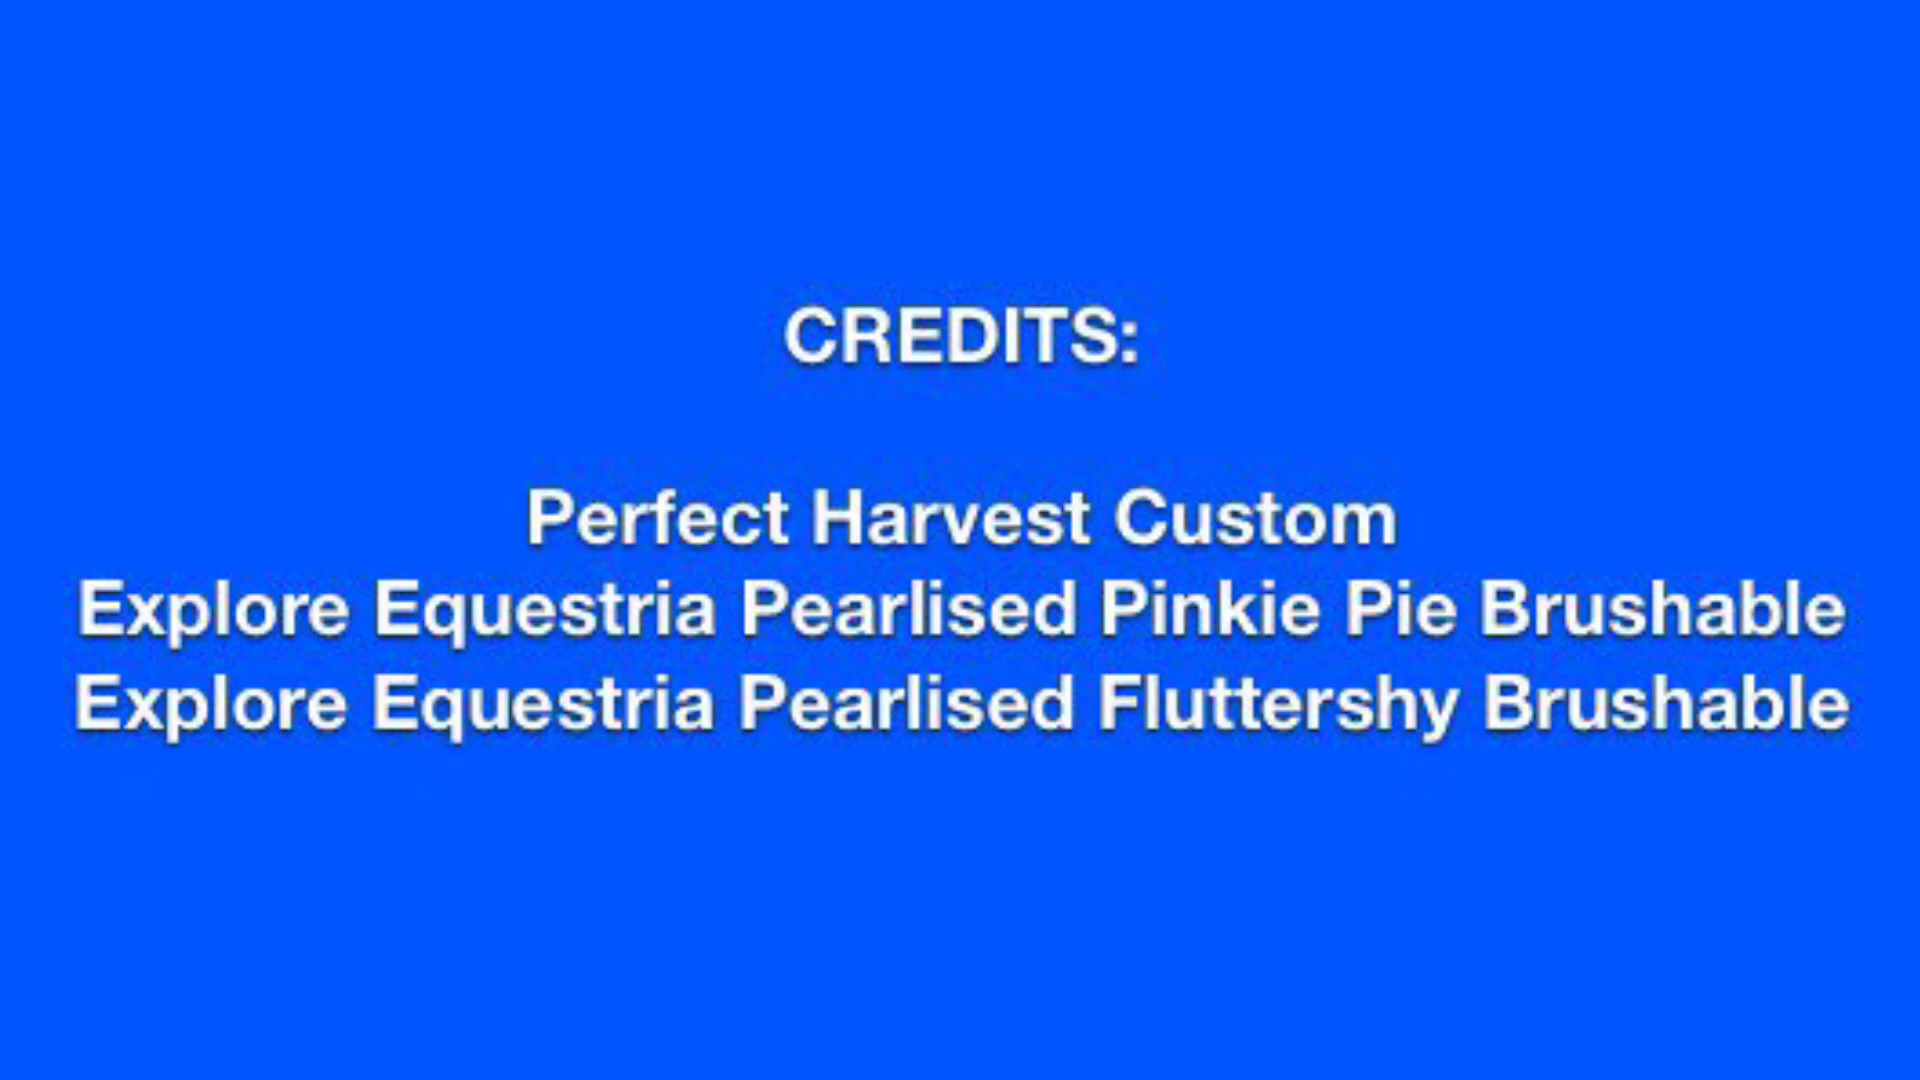 CREDITS:
Perfect Harvest Custom
Explore Equestria Pearlised Pinkie Pie Brushable
Explore Equestria Pearlised Fluttershy Brushable